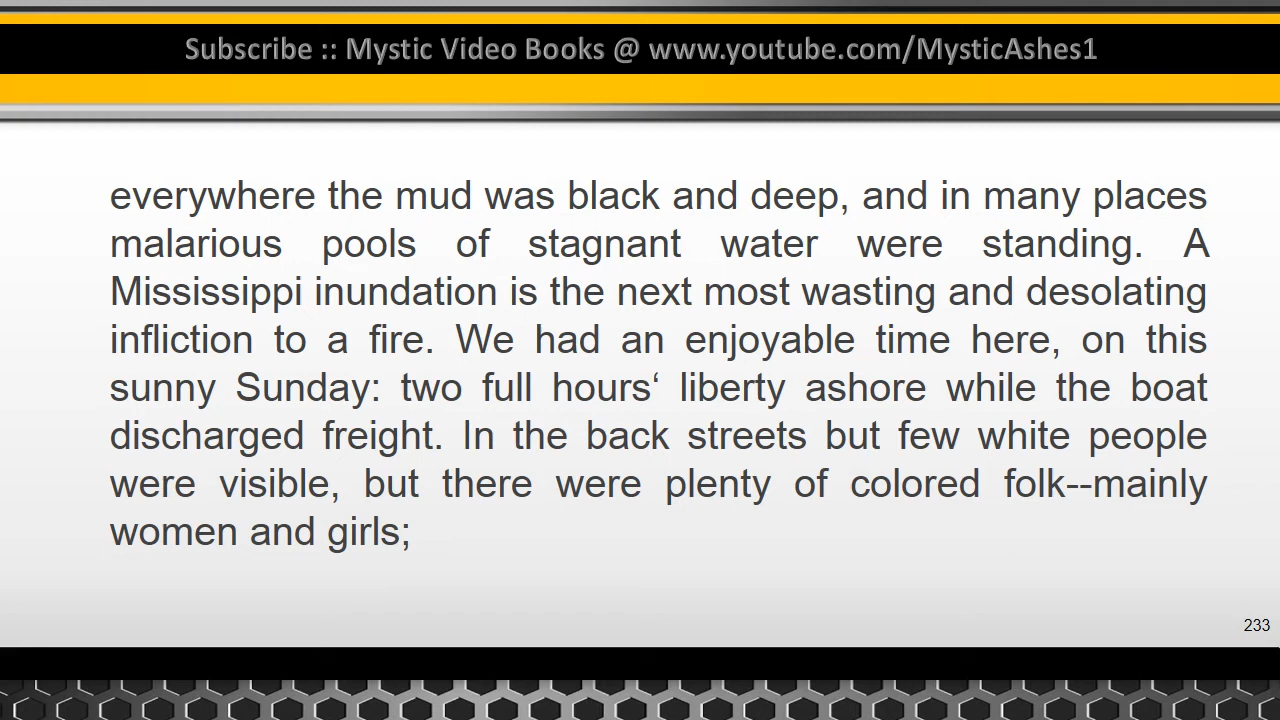 Subscribe :: Mystic Video Books @ www.youtube.com/MysticAshes1
everywhere the mud was black and deep, and in many places
malarious pools of stagnant water were standing. A
Mississippi inundation is the next most wasting and desolating
infliction to a fire. We had an enjoyable time here, on this
sunny Sunday: two full hours‘ liberty ashore while the boat
discharged freight. In the back streets but few white people
were visible, but there were plenty of colored folk--mainly
women and girls;
233